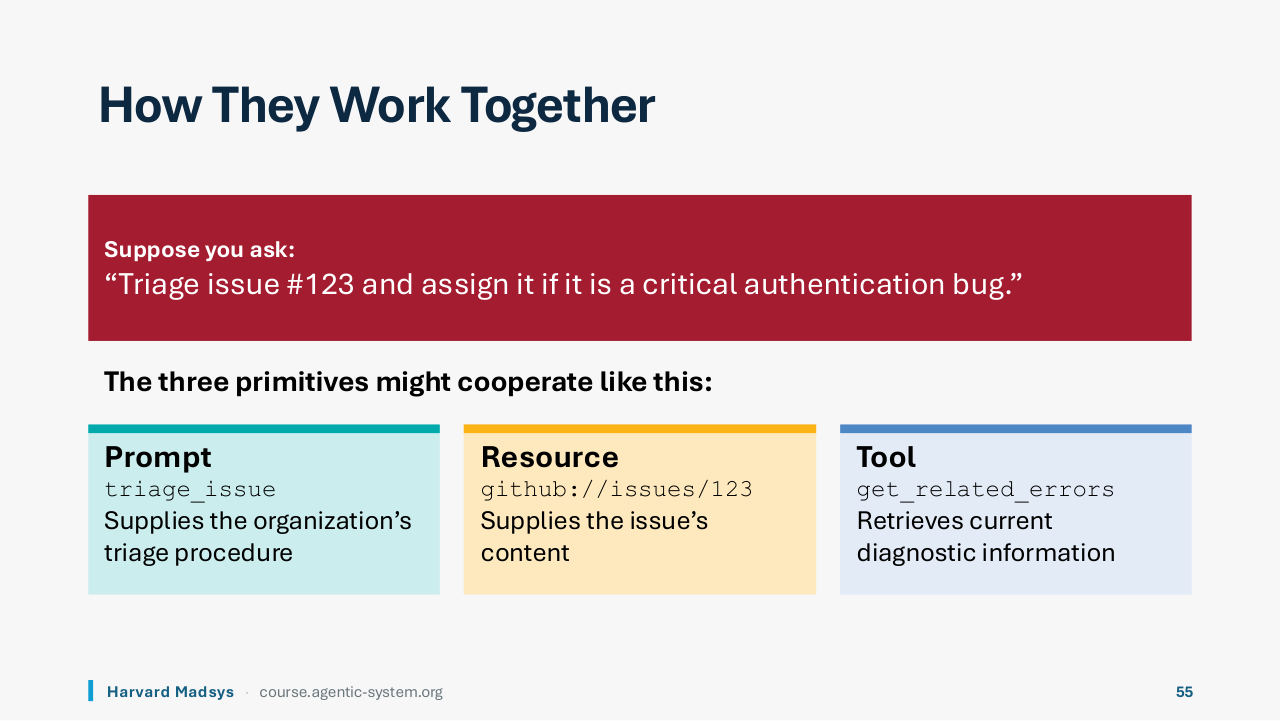 How They Work Together
Suppose you ask:
“Triage issue #123 and assign it if it is a critical authentication bug.”
The three primitives might cooperate like this:
Prompt
triage_issue
Supplies the organization’s
triage procedure
Resource
github://issues/123
Supplies the issue’s
content
Tool
get_related_errors
Retrieves current
diagnostic information
Harvard Madsys · course.agentic-system.org
55